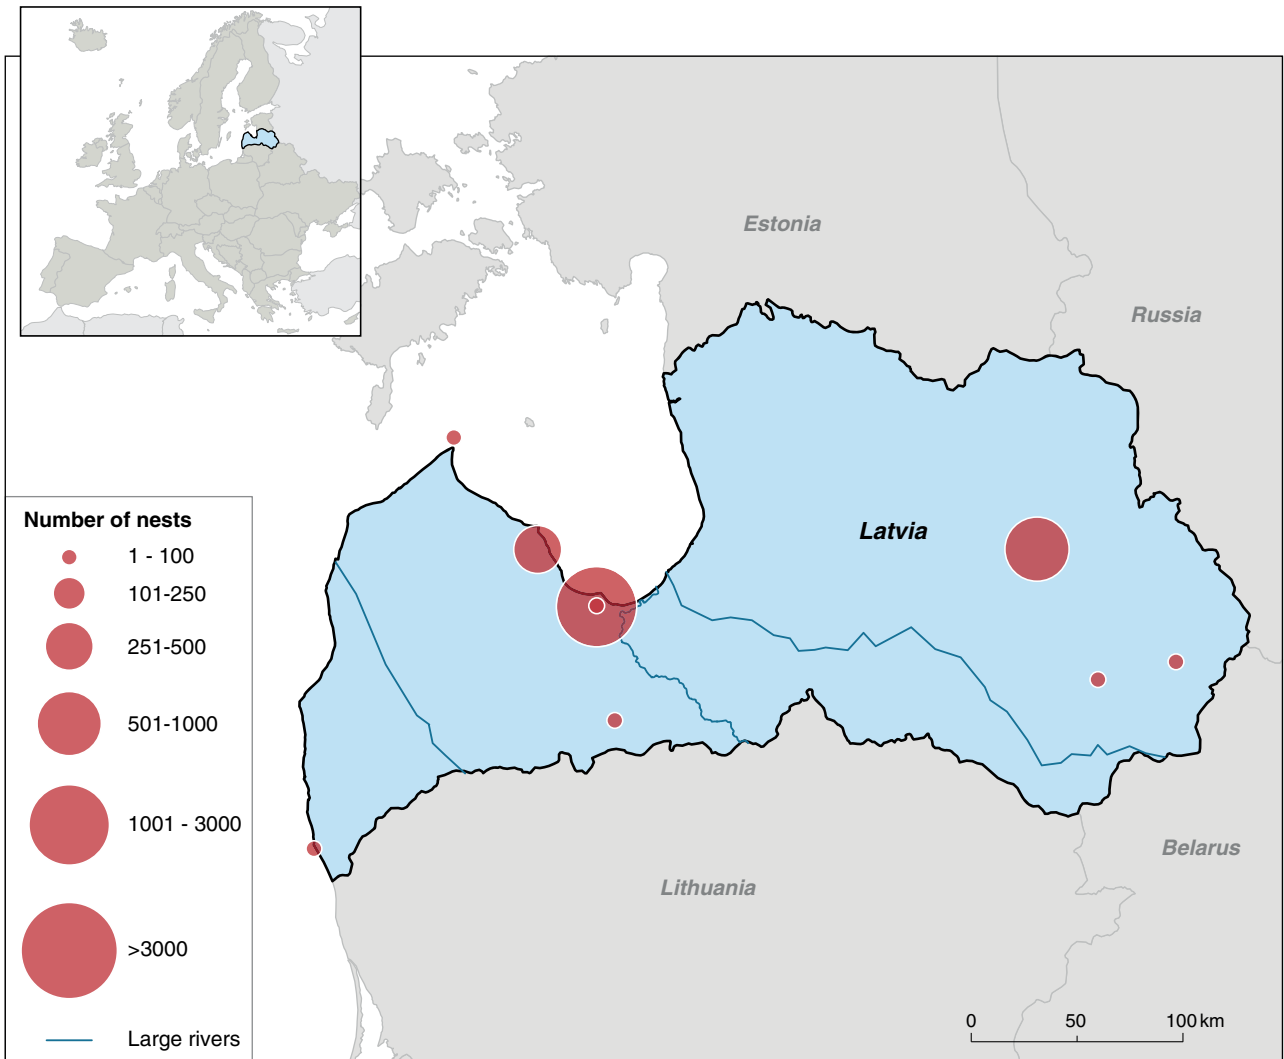 Estonia
Russia
Latvia
Lithuania
Belarus
Number of nests
1 - 100
101-250
251-500
501-1000
1001 - 3000
>3000
Large rivers
0 50 100 km